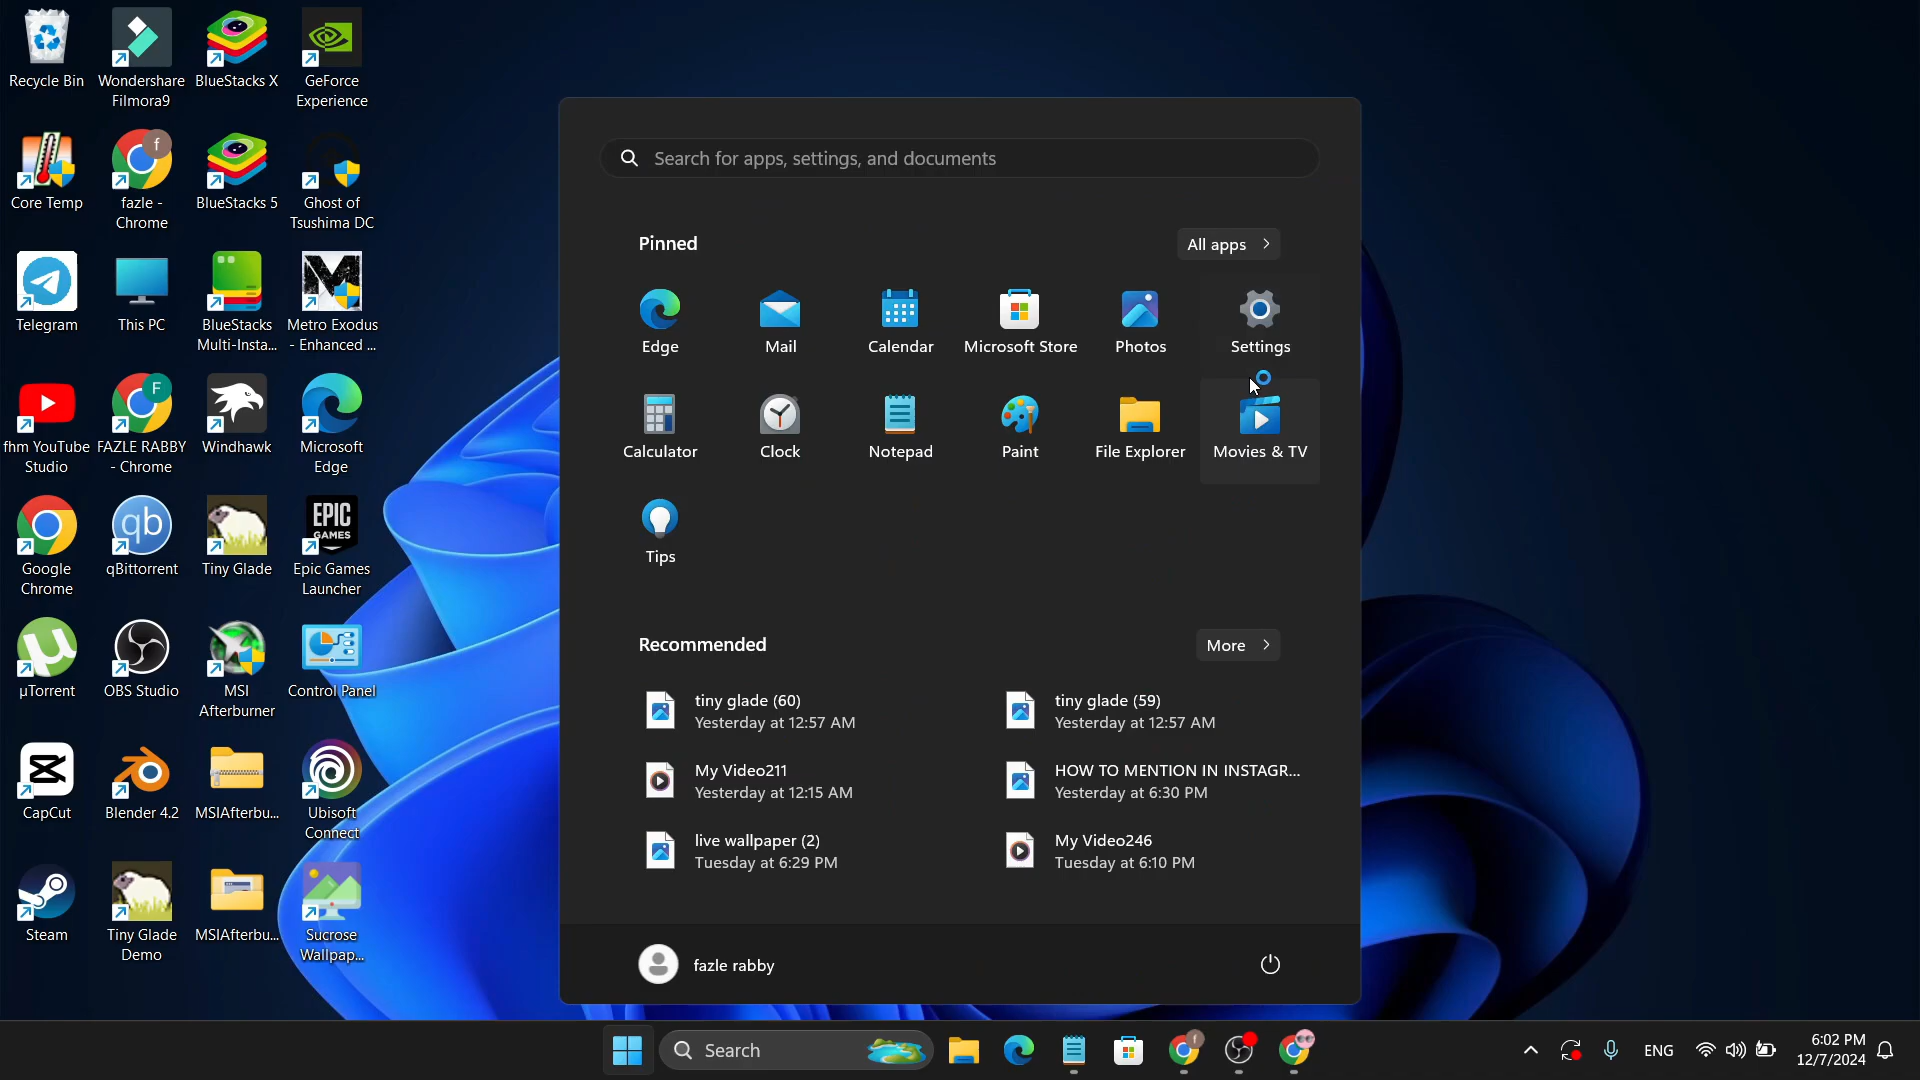 Recycle Bin
Wondershare
Filmora9
BlueStacks X
GeForce
Experience
Core Temp
f
fazle -
Chrome
BlueStacks 5
Ghost of
Tsushima DC
Telegram
This PC
BlueStacks
Multi-Insta...
Metro Exodus
- Enhanced ...
fhm YouTube
Studio
F
FAZLE RABBY
- Chrome
Windhawk
Microsoft
Edge
Google
Chrome
qb
qBittorrent
Tiny Glade
EPIC
GAMES
Epic Games
Launcher
µTorrent
OBS Studio
MSI
Afterburner
Control Panel
CapCut
Blender 4.2
MSIAfterbu...
Ubisoft
Connect
Steam
Tiny Glade
Demo
MSIAfterbu...
Sucrose
Wallpap...
Search for apps, settings, and documents
Pinned
All apps
Edge
Mail
Calendar
Microsoft Store
Photos
Settings
Calculator
Clock
Notepad
Paint
File Explorer
Movies & TV
Tips
Recommended
More
tiny glade (60)
Yesterday at 12:57 AM
tiny glade (59)
Yesterday at 12:57 AM
My Video211
Yesterday at 12:15 AM
HOW TO MENTION IN INSTAGR...
Yesterday at 6:30 PM
live wallpaper (2)
Tuesday at 6:29 PM
My Video246
Tuesday at 6:10 PM
fazle rabby
Search
f
ENG
6:02 PM
12/7/2024